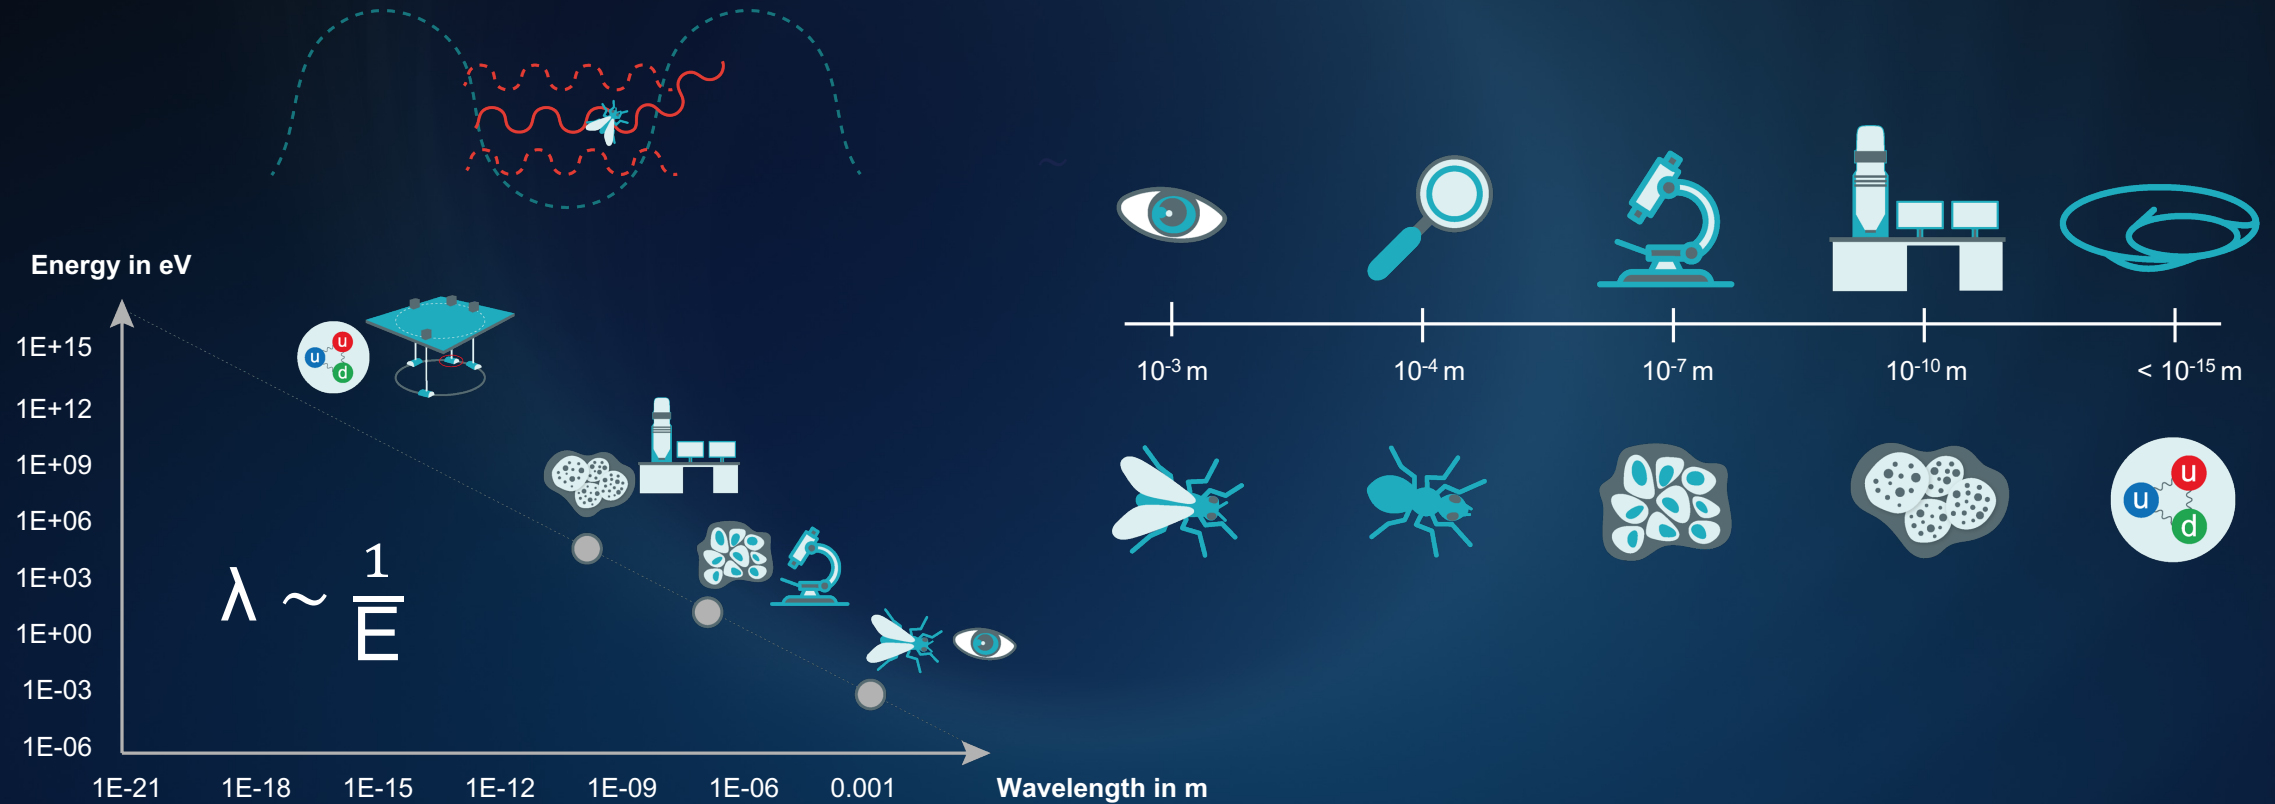 Energy in eV
1E+15
1E+12
1E+09
1E+06
1E+03
1E+00
1E-03
1E-06
1E-21 1E-18 1E-15 1E-12 1E-09 1E-06 0.001
Wavelength in m
λ ~ 1/E
u u d
~
10⁻³ m 10⁻⁴ m 10⁻⁷ m 10⁻¹⁰ m < 10⁻¹⁵ m
u u d